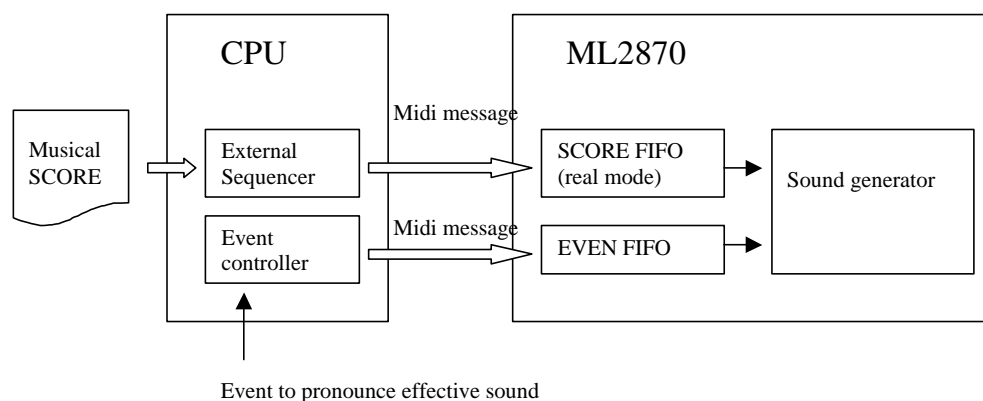 CPU
ML2870
Midi message
Musical
SCORE
External
Sequencer
SCORE FIFO
(real mode)
Sound generator
Midi message
Event
controller
EVEN FIFO
Event to pronounce effective sound